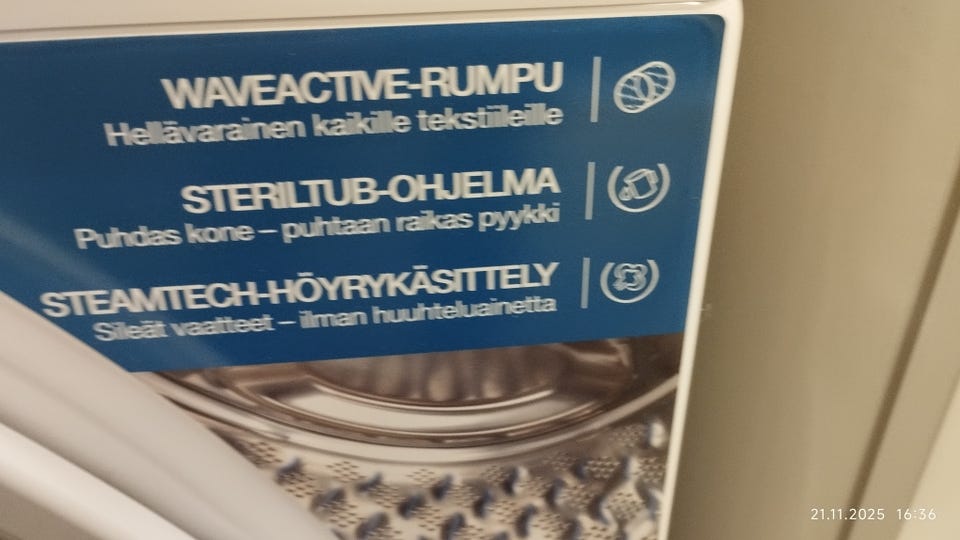 WAVEACTIVE-RUMPU
Hellävarainen kaikille tekstiileille
STERILTUB-OHJELMA
Puhdas kone – puhtaan raikas pyykki
STEAMTECH-HÖYRYKÄSITTELY
Sileät vaatteet – ilman huuhteluainetta
21.11.2025 16:36